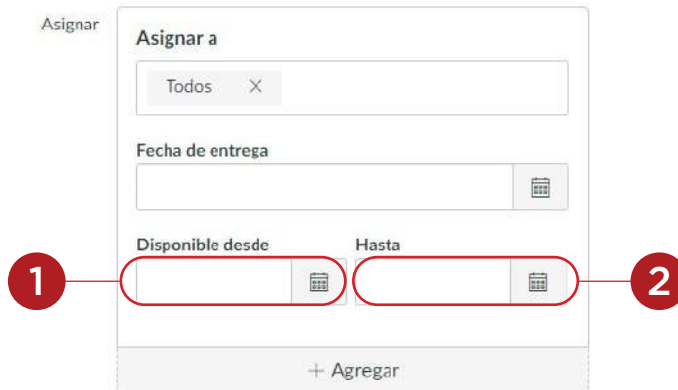 Asignar
Asignar a
Todos
Fecha de entrega
Disponible desde Hasta
1 2
+ Agregar